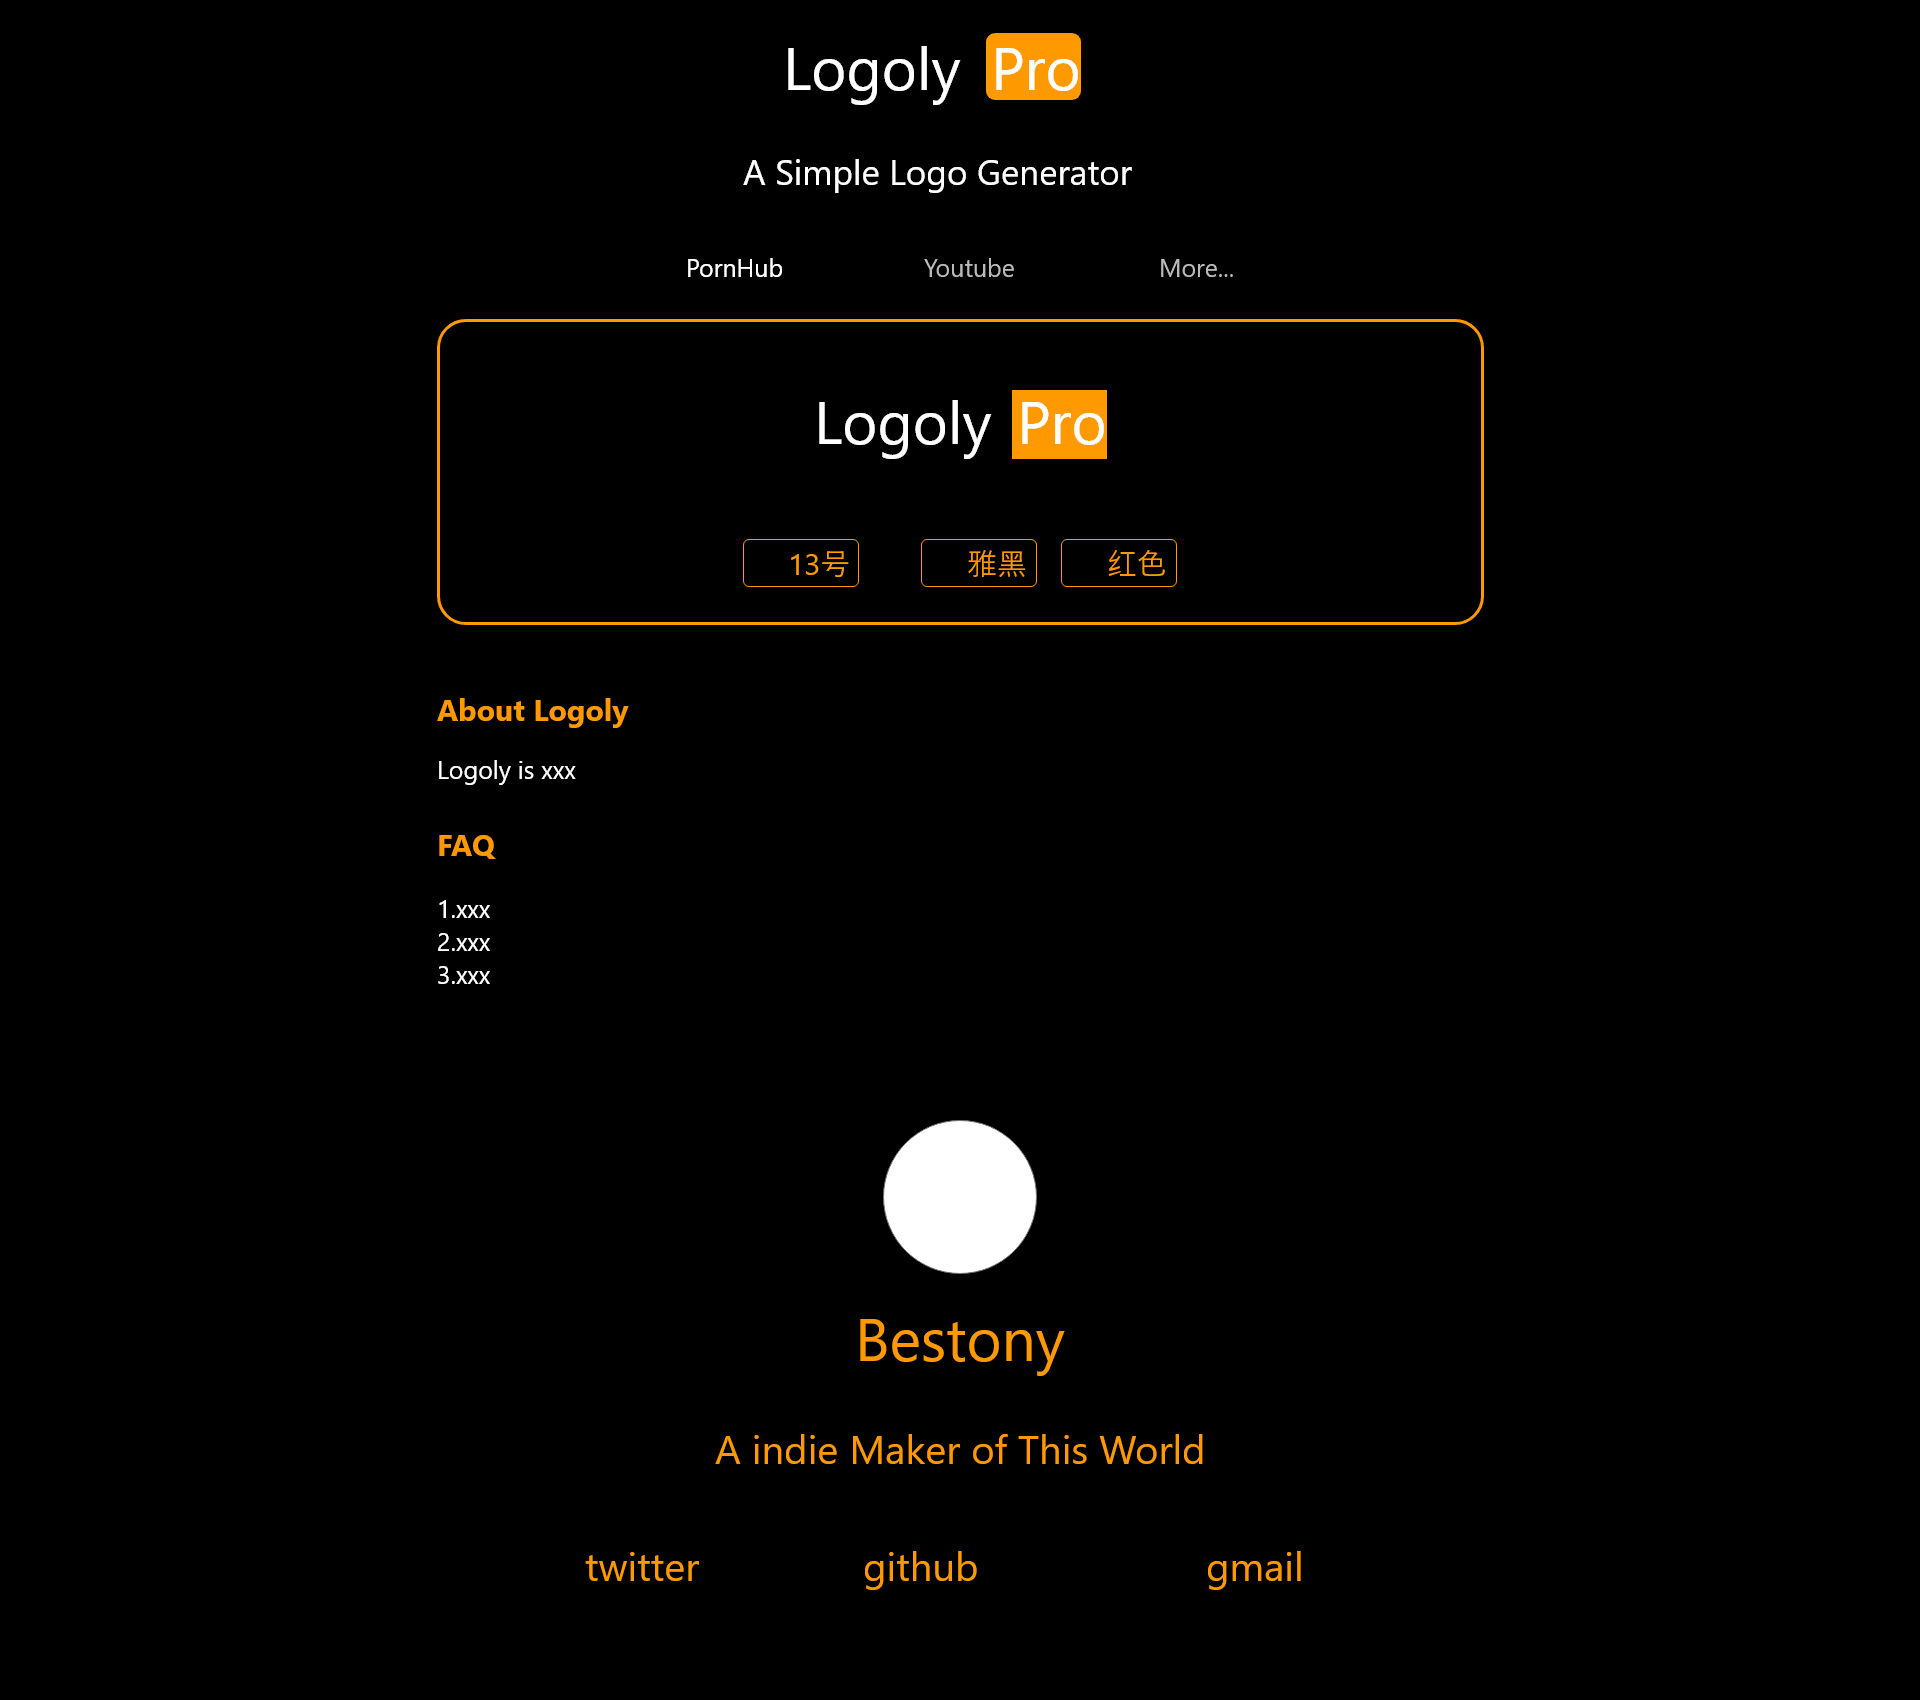 Logoly Pro
A Simple Logo Generator
PornHub Youtube More...
Logoly Pro
13号 雅黑 红色
About Logoly
Logoly is xxx
FAQ
1.xxx
2.xxx
3.xxx
Bestony
A indie Maker of This World
twitter github gmail